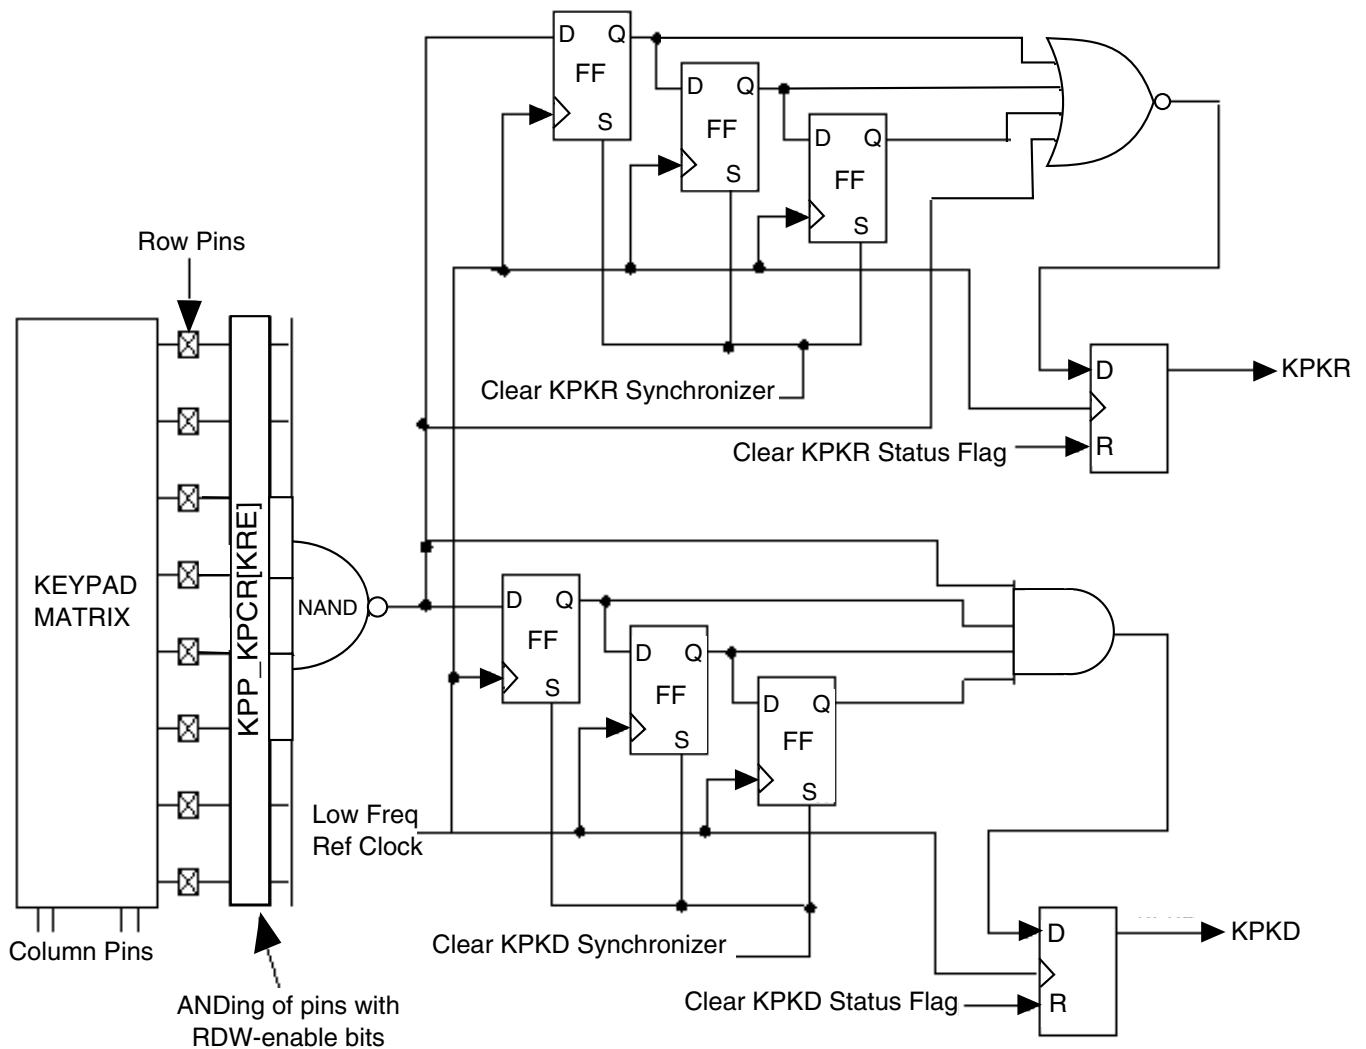 D Q
FF
S
D Q
FF
S
D Q
FF
S
Row Pins
Clear KPKR Synchronizer
D
R
KPKR
Clear KPKR Status Flag
KEYPAD
MATRIX
KPP_KPCR[KRE]
NAND
D Q
FF
S
D Q
FF
S
D Q
FF
S
Low Freq
Ref Clock
Column Pins
Clear KPKD Synchronizer
D
R
KPKD
Clear KPKD Status Flag
ANDing of pins with
RDW-enable bits